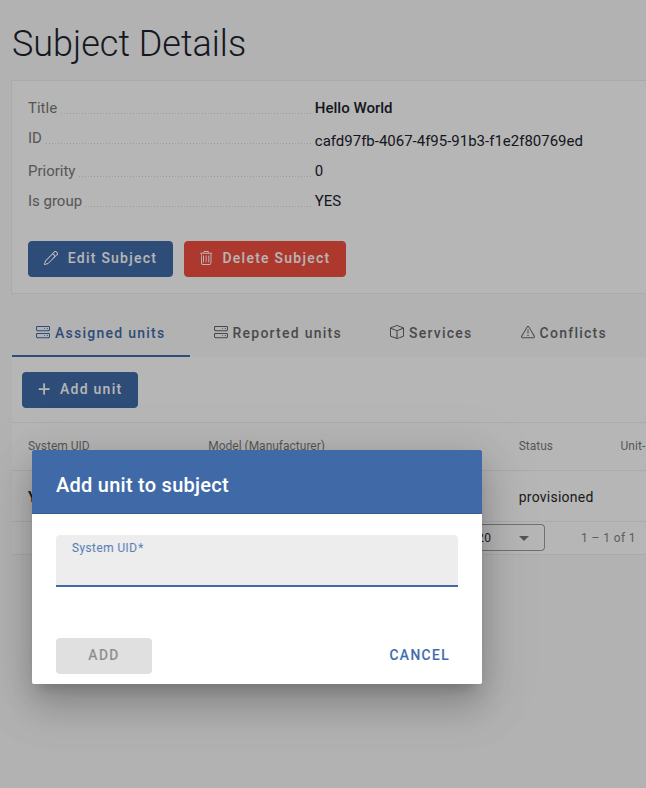 Subject Details
Title Hello World
ID cafd97fb-4067-4f95-91b3-f1e2f80769ed
Priority 0
Is group YES
Edit Subject Delete Subject
Assigned units Reported units Services Conflicts
+ Add unit
System UID Model (Manufacturer) Status Unit-
provisioned
Add unit to subject
1 – 1 of 1
System UID*
ADD CANCEL